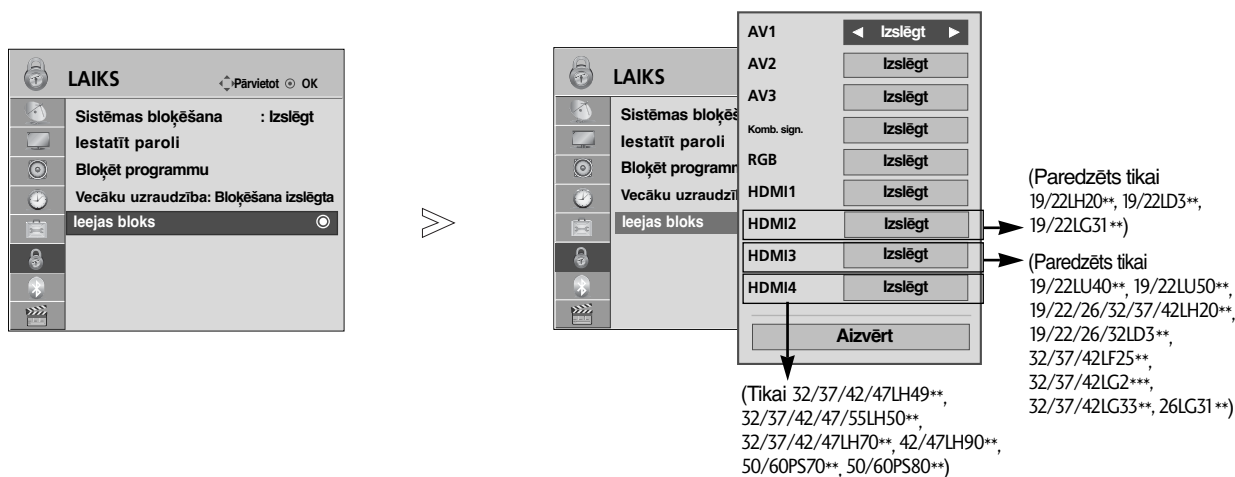 LAIKS
Pārvietot OK
Sistēmas bloķēšana : Izslēgt
Iestatīt paroli
Bloķēt programmu
Vecāku uzraudzība: Bloķēšana izslēgta
Ieejas bloks
LAIKS
Sistēmas bloķēš
Iestatīt paroli
Bloķēt programm
Vecāku uzraudzī
Ieejas bloks
AV1 ◄ Izslēgt ►
AV2 Izslēgt
AV3 Izslēgt
Komb. sign. Izslēgt
RGB Izslēgt
HDMI1 Izslēgt
HDMI2 Izslēgt
HDMI3 Izslēgt
HDMI4 Izslēgt
Aizvērt
(Paredzēts tikai
19/22LH20**, 19/22LD3**,
19/22LG31**)
(Paredzēts tikai
19/22LU40**, 19/22LU50**,
19/22/26/32/37/42LH20**,
19/22/26/32LD3**,
32/37/42LF25**,
32/37/42LG2***,
32/37/42LG33**, 26LG31**)
(Tikai 32/37/42/47LH49**,
32/37/42/47/55LH50**,
32/37/42/47LH70**, 42/47LH90**,
50/60PS70**, 50/60PS80**)